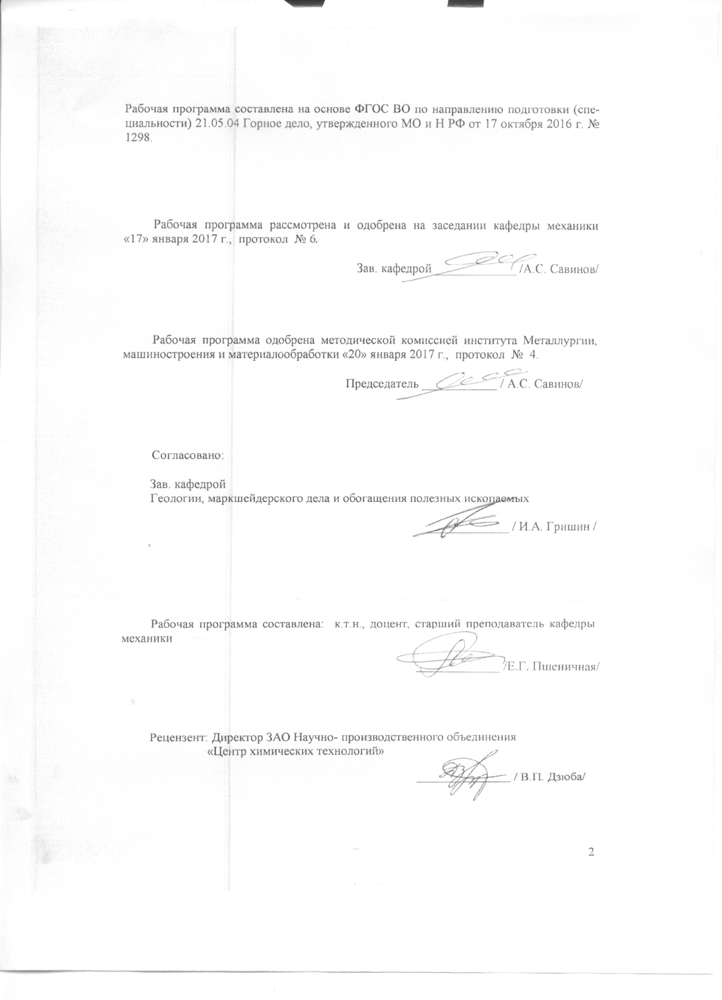 Рабочая программа составлена на основе ФГОС ВО по направлению подготовки (спе-
циальности) 21.05.04 Горное дело, утвержденного МО и Н РФ от 17 октября 2016 г. №
1298.
Рабочая программа рассмотрена и одобрена на заседании кафедры механики
«17» января 2017 г., протокол № 6.
Зав. кафедрой /А.С. Савинов/
Рабочая программа одобрена методической комиссией института Металлургии,
машиностроения и материалообработки «20» января 2017 г., протокол № 4.
Председатель / А.С. Савинов/
Согласовано:
Зав. кафедрой
Геологии, маркшейдерского дела и обогащения полезных ископаемых
/ И.А. Гришин /
Рабочая программа составлена: к.т.н., доцент, старший преподаватель кафедры
механики
/Е.Г. Пшеничная/
Рецензент: Директор ЗАО Научно- производственного объединения
«Центр химических технологий»
/ В.П. Дзюба/
2